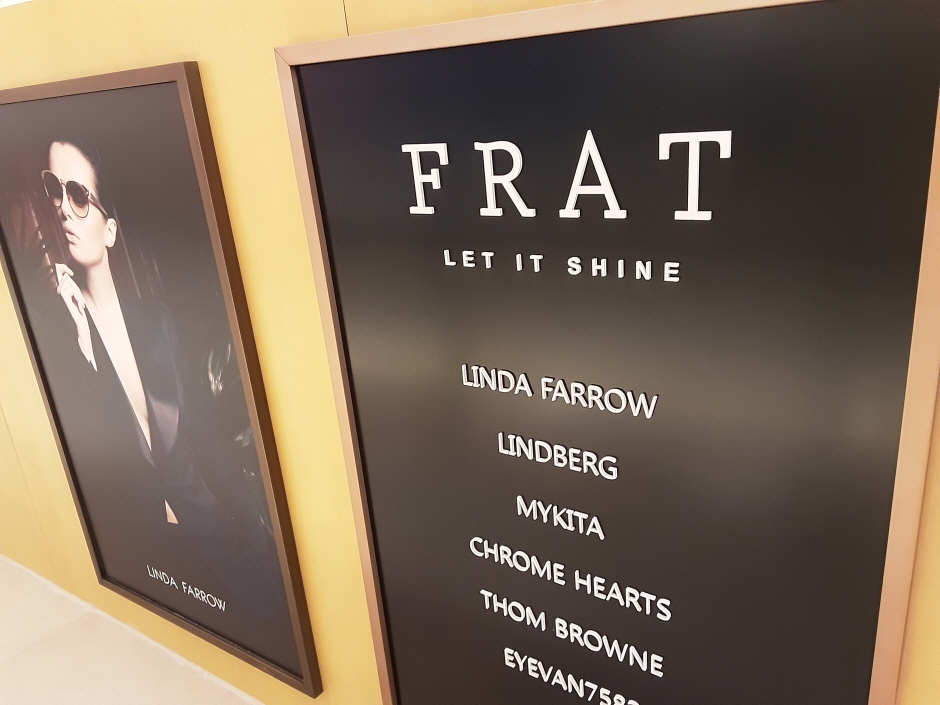 FRAT
LET IT SHINE
LINDA FARROW
LINDBERG
MYKITA
CHROME HEARTS
THOM BROWNE
LINDA FARROW